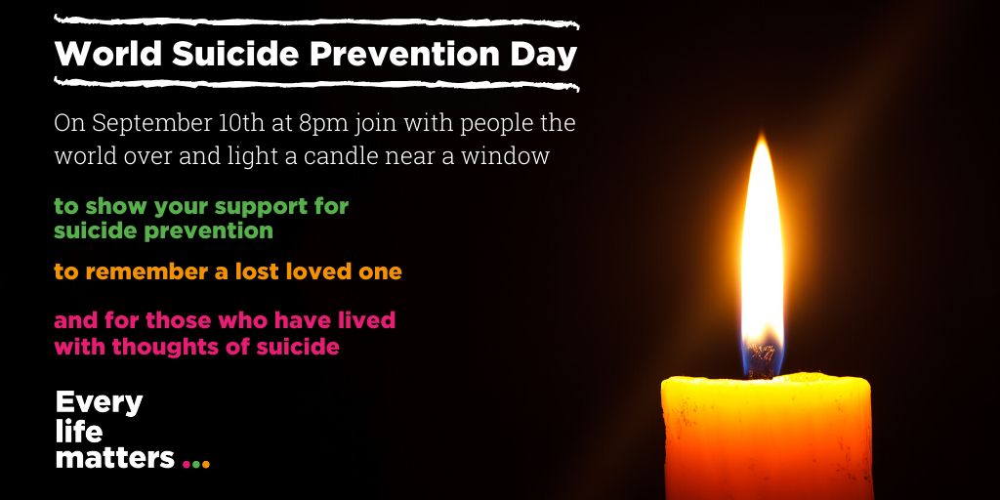 World Suicide Prevention Day
On September 10th at 8pm join with people the
world over and light a candle near a window
to show your support for
suicide prevention
to remember a lost loved one
and for those who have lived
with thoughts of suicide
Every
life
matters ...